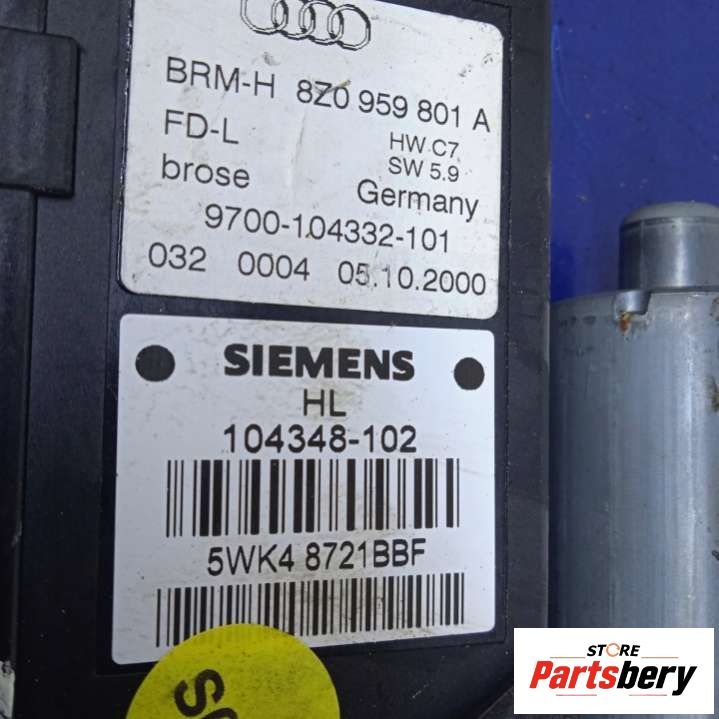 BRM-H 8Z0 959 801 A
FD-L HW C7
SW 5.9
brose Germany
9700-104332-101
032 0004 05.10.2000
SIEMENS
HL
104348-102
5WK4 8721BBF
STORE
Partsbery